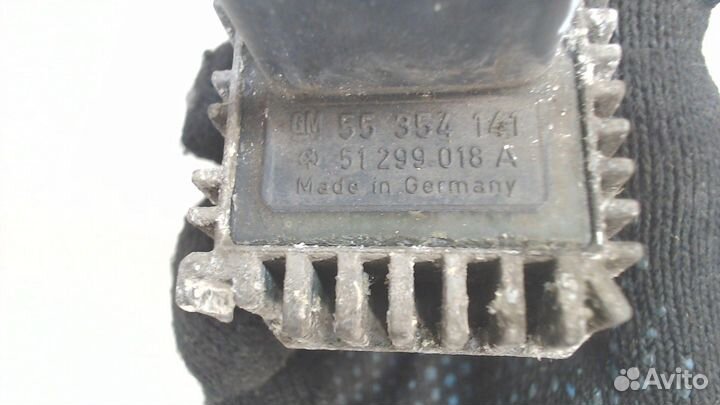 GM 55 354 141
51 299 018 A
Made in Germany
Avito